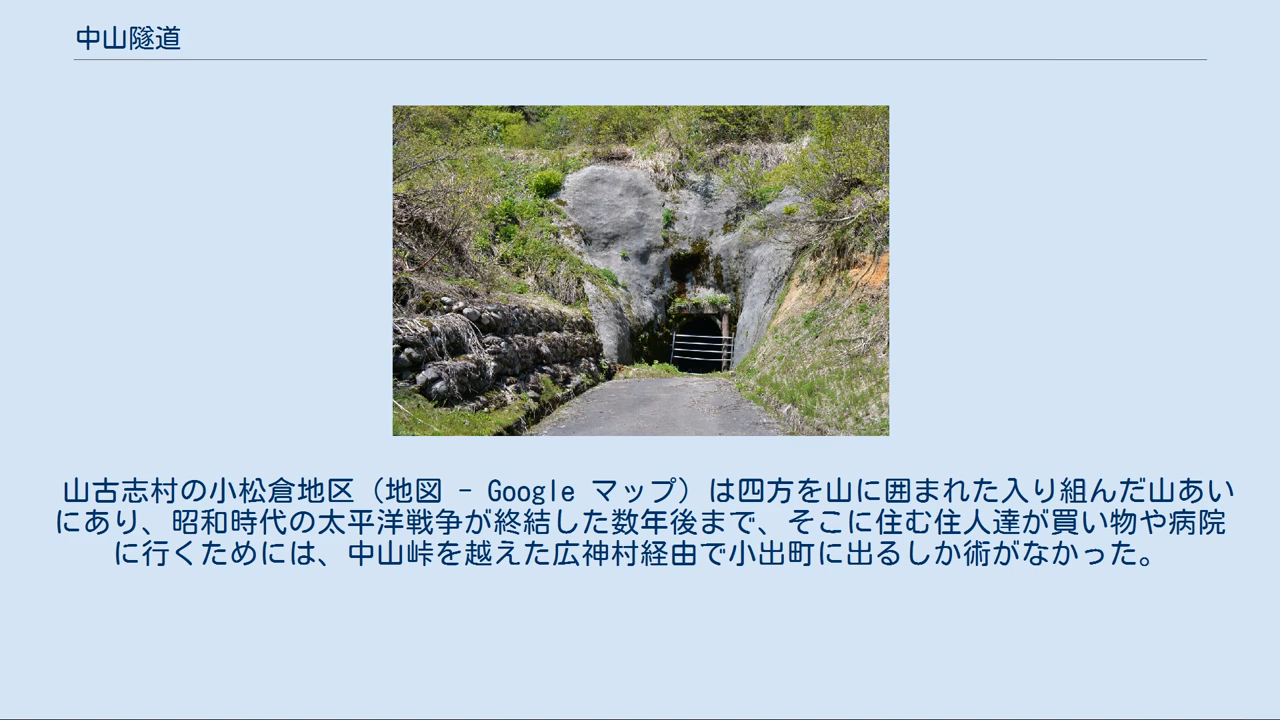 中山隧道
山古志村の小松倉地区（地図 - Google マップ）は四方を山に囲まれた入り組んだ山あい
にあり、昭和時代の太平洋戦争が終結した数年後まで、そこに住む住人達が買い物や病院
に行くためには、中山峠を越えた広神村経由で小出町に出るしか術がなかった。